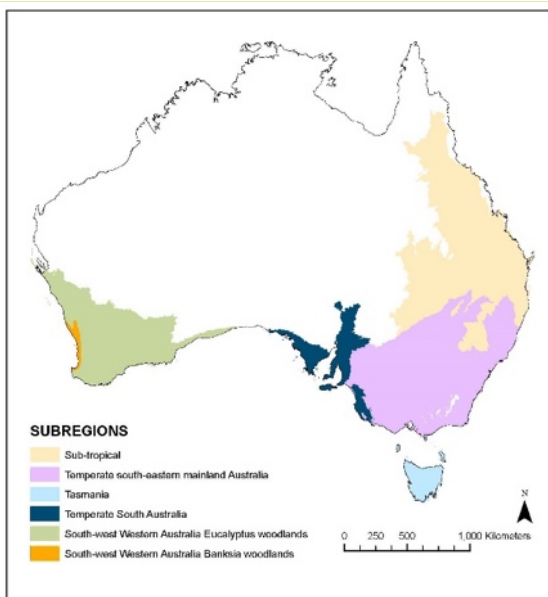 SUBREGIONS
Sub-tropical
Temperate south-eastern mainland Australia
Tasmania
Temperate South Australia
South-west Western Australia Eucalyptus woodlands
South-west Western Australia Banksia woodlands
N
0 250 500 1,000 Kilometers